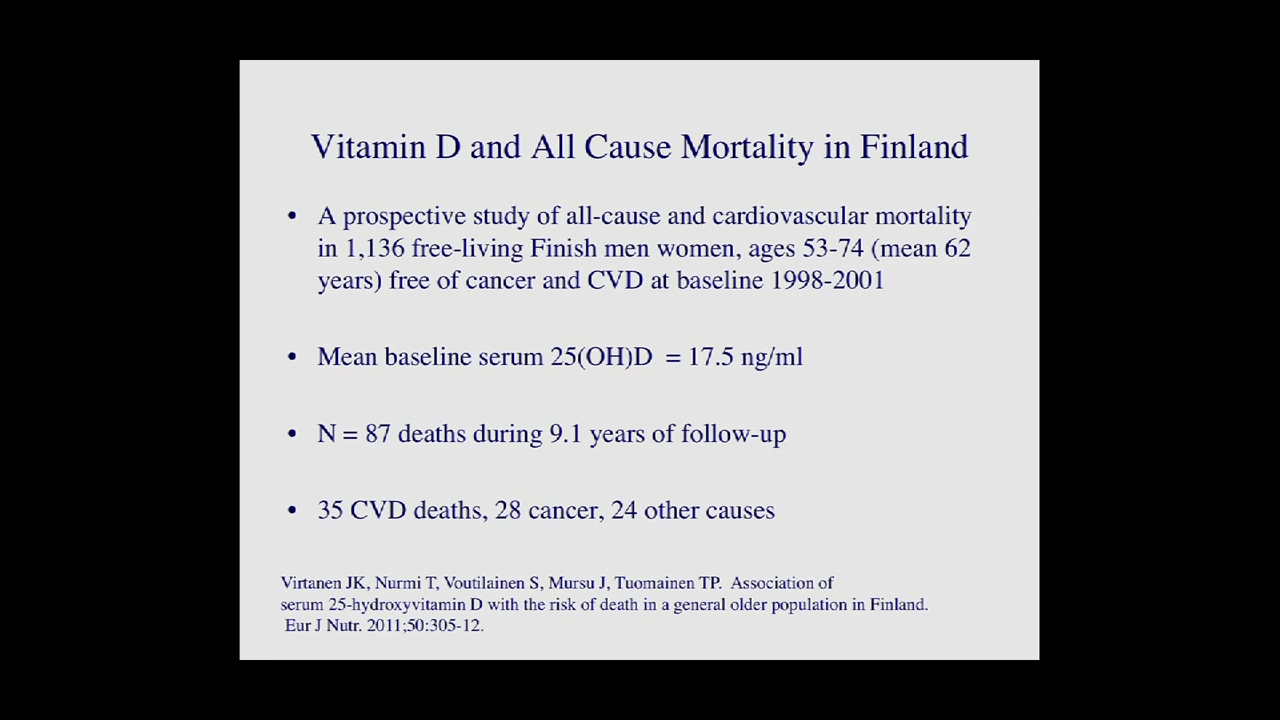 Vitamin D and All Cause Mortality in Finland
• A prospective study of all-cause and cardiovascular mortality
in 1,136 free-living Finish men women, ages 53-74 (mean 62
years) free of cancer and CVD at baseline 1998-2001
• Mean baseline serum 25(OH)D = 17.5 ng/ml
• N = 87 deaths during 9.1 years of follow-up
• 35 CVD deaths, 28 cancer, 24 other causes
Virtanen JK, Nurmi T, Voutilainen S, Mursu J, Tuomainen TP. Association of
serum 25-hydroxyvitamin D with the risk of death in a general older population in Finland.
Eur J Nutr. 2011;50:305-12.